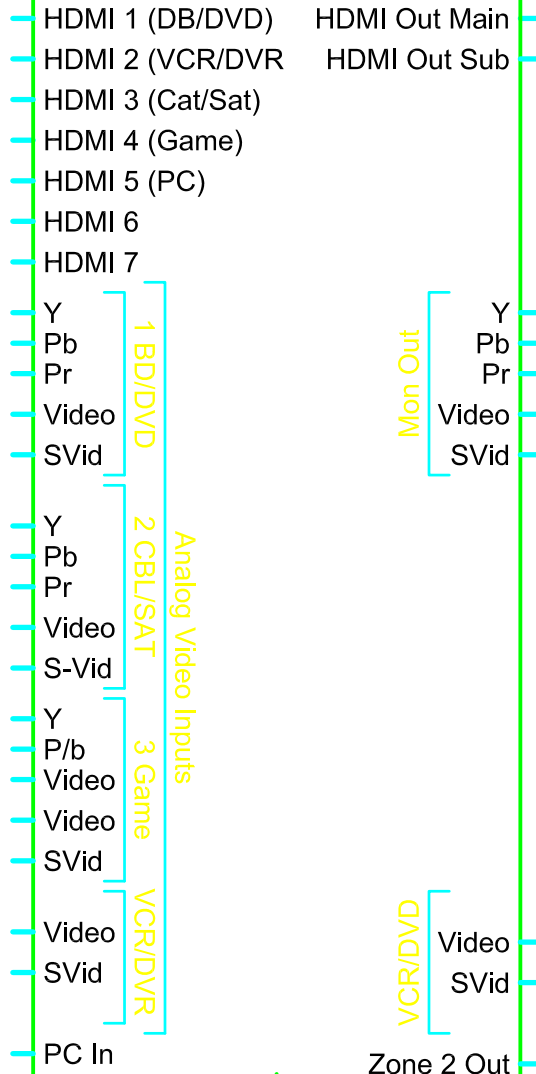 HDMI 1 (DB/DVD)
HDMI Out Main
HDMI 2 (VCR/DVR
HDMI Out Sub
HDMI 3 (Cat/Sat)
HDMI 4 (Game)
HDMI 5 (PC)
HDMI 6
HDMI 7
Analog Video Inputs
1 BD/DVD
Y
Pb
Pr
Video
SVid
Mon Out
Y
Pb
Pr
Video
SVid
2 CBL/SAT
Y
Pb
Pr
Video
S-Vid
3 Game
Y
P/b
Video
Video
SVid
VCR/DVR
Video
SVid
VCR/DVD
Video
SVid
PC In
Zone 2 Out